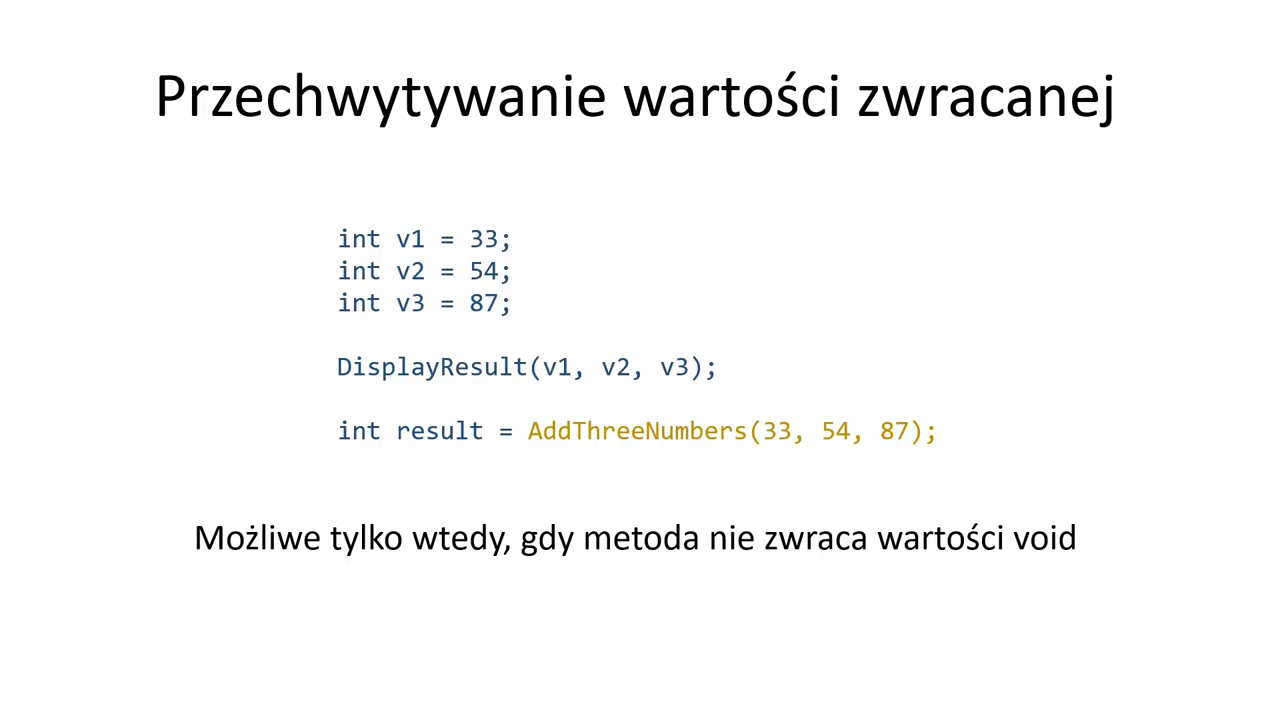 Przechwytywanie wartości zwracanej
int v1 = 33;
int v2 = 54;
int v3 = 87;
DisplayResult(v1, v2, v3);
int result = AddThreeNumbers(33, 54, 87);
Możliwe tylko wtedy, gdy metoda nie zwraca wartości void